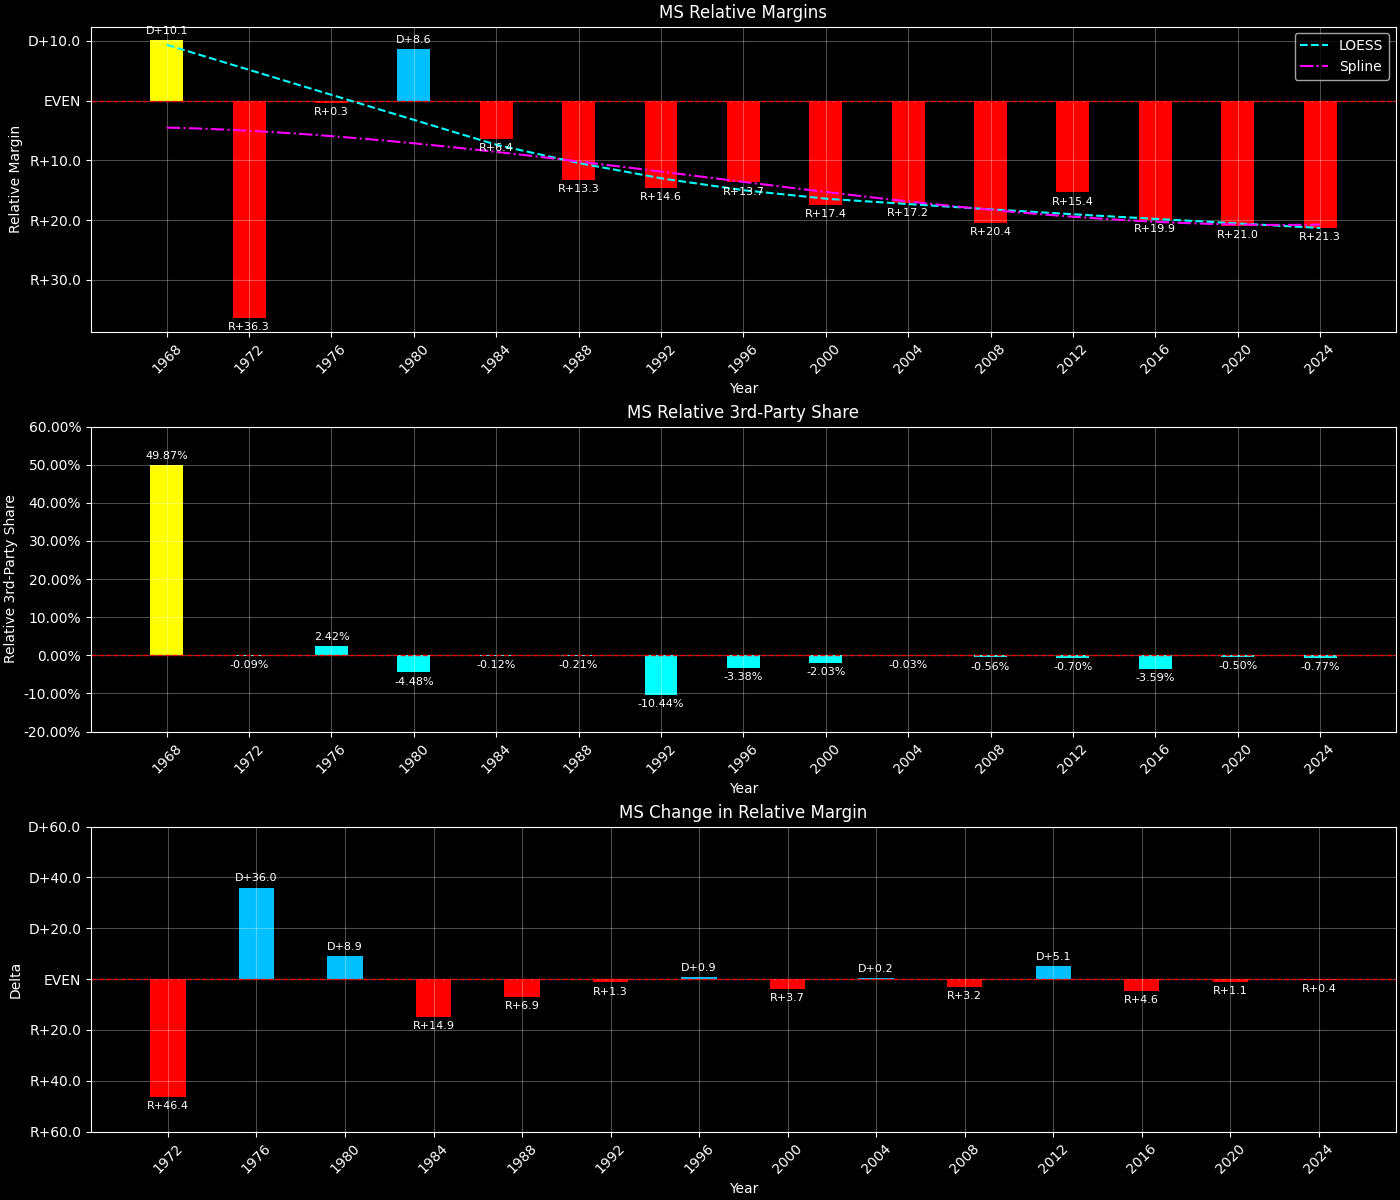 MS Relative Margins
D+10.0
EVEN
R+10.0
R+20.0
R+30.0
Relative Margin
D+10.1
R+36.3
R+0.3
D+8.6
R+6.4
R+13.3
R+14.6
R+13.7
R+17.4
R+17.2
R+20.4
R+15.4
R+19.9
R+21.0
R+21.3
LOESS
Spline
1968
1972
1976
1980
1984
1988
1992
1996
2000
2004
2008
2012
2016
2020
2024
Year
MS Relative 3rd-Party Share
60.00%
50.00%
40.00%
30.00%
20.00%
10.00%
0.00%
-10.00%
-20.00%
Relative 3rd-Party Share
49.87%
-0.09%
2.42%
-4.48%
-0.12%
-0.21%
-10.44%
-3.38%
-2.03%
-0.03%
-0.56%
-0.70%
-3.59%
-0.50%
-0.77%
1968
1972
1976
1980
1984
1988
1992
1996
2000
2004
2008
2012
2016
2020
2024
Year
MS Change in Relative Margin
D+60.0
D+40.0
D+20.0
EVEN
R+20.0
R+40.0
R+60.0
Delta
R+46.4
D+36.0
D+8.9
R+14.9
R+6.9
R+1.3
D+0.9
R+3.7
D+0.2
R+3.2
D+5.1
R+4.6
R+1.1
R+0.4
1972
1976
1980
1984
1988
1992
1996
2000
2004
2008
2012
2016
2020
2024
Year